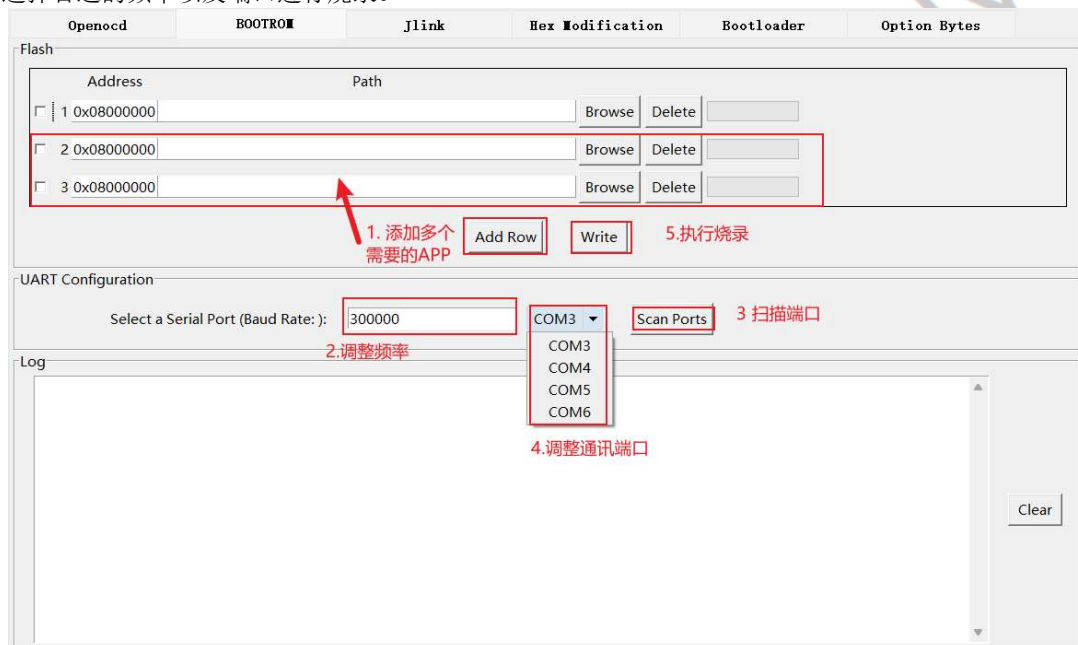 Openocd BOOTROM Jlink Hex Modification Bootloader Option Bytes
Flash
Address Path
1 0x08000000 Browse Delete
2 0x08000000 Browse Delete
3 0x08000000 Browse Delete
1. 添加多个
需要的APP
Add Row Write 5.执行烧录
UART Configuration
Select a Serial Port (Baud Rate: ): 300000 COM3 Scan Ports 3 扫描端口
2.调整频率
COM3
COM4
COM5
COM6
Log
4.调整通讯端口
Clear